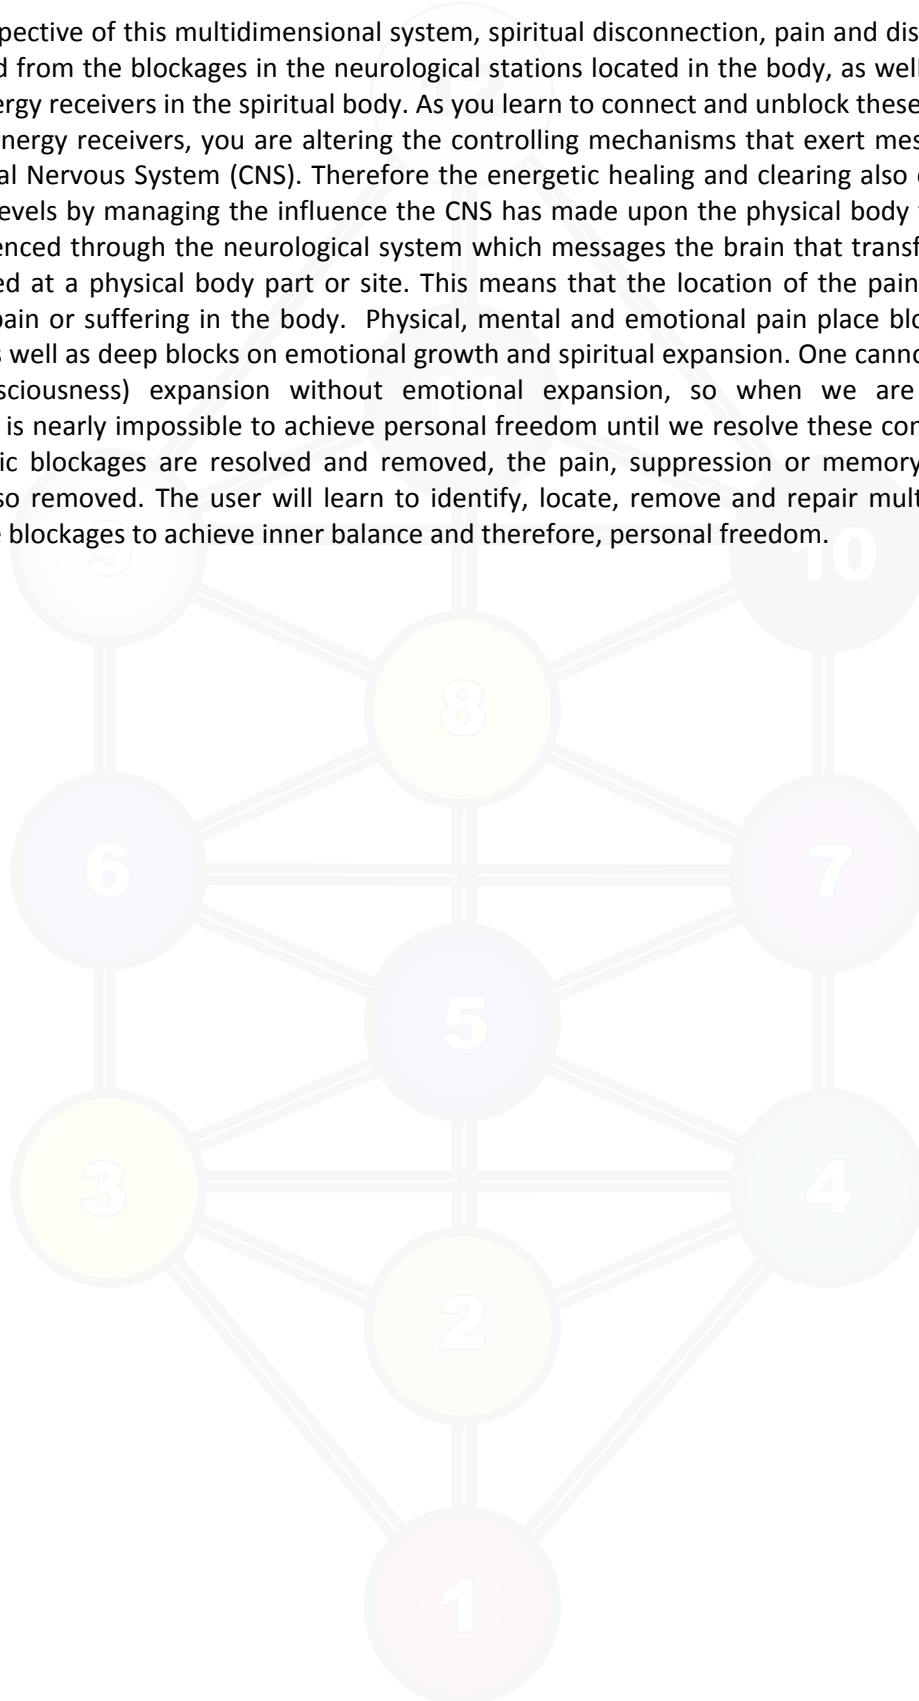 pective of this multidimensional system, spiritual disconnection, pain and dis
d from the blockages in the neurological stations located in the body, as well
ergy receivers in the spiritual body. As you learn to connect and unblock these
nergy receivers, you are altering the controlling mechanisms that exert mes
al Nervous System (CNS). Therefore the energetic healing and clearing also
evels by managing the influence the CNS has made upon the physical body
enced through the neurological system which messages the brain that transf
ed at a physical body part or site. This means that the location of the pain
pain or suffering in the body. Physical, mental and emotional pain place blo
s well as deep blocks on emotional growth and spiritual expansion. One canno
sciousness) expansion without emotional expansion, so when we are
is nearly impossible to achieve personal freedom until we resolve these con
ic blockages are resolved and removed, the pain, suppression or memory
so removed. The user will learn to identify, locate, remove and repair mult
e blockages to achieve inner balance and therefore, personal freedom.
12
11
9
10
8
6
7
5
3
4
2
1